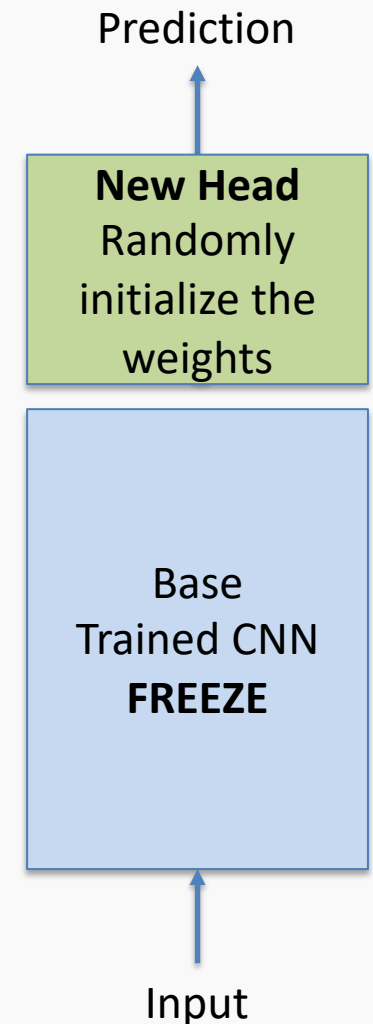 Prediction
New Head
Randomly
initialize the
weights
Base
Trained CNN
FREEZE
Input